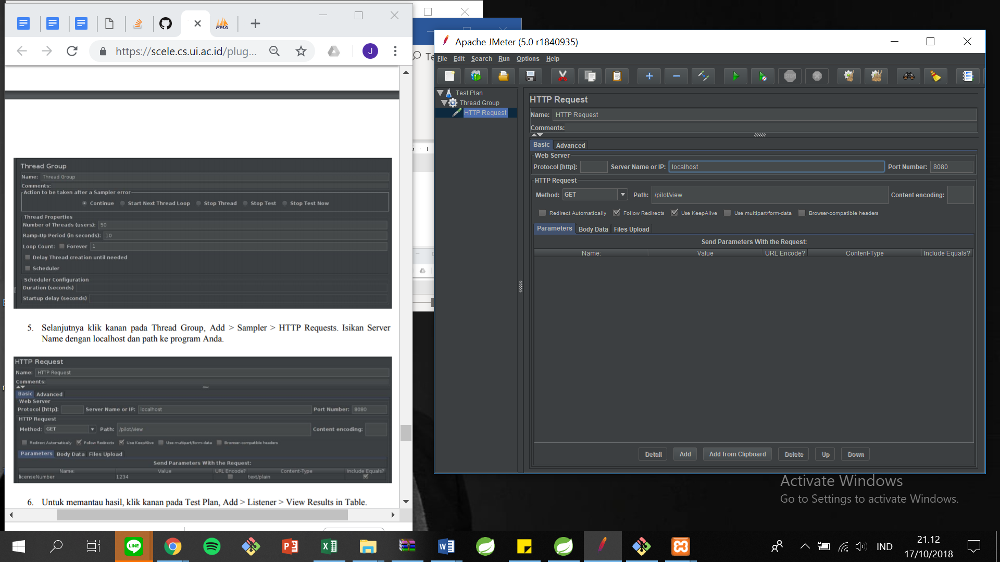 https://scele.cs.ui.ac.id/plug...
J
PMA
Thread Group
Name: Thread Group
Comments:
Action to be taken after a Sampler error
Continue Start Next Thread Loop Stop Thread Stop Test Stop Test Now
Thread Properties
Number of Threads (users): 50
Ramp-Up Period (in seconds): 10
Loop Count: Forever 1
Delay Thread creation until needed
Scheduler
Scheduler Configuration
Duration (seconds)
Startup delay (seconds)
5. Selanjutnya klik kanan pada Thread Group, Add > Sampler > HTTP Requests. Isikan Server
Name dengan localhost dan path ke program Anda.
HTTP Request
Name: HTTP Request
Comments:
Basic Advanced
Web Server
Protocol [http]: Server Name or IP: localhost Port Number: 8080
HTTP Request
Method: GET Path: /pilot/view Content encoding:
Redirect Automatically Follow Redirects Use KeepAlive Use multipart/form-data Browser-compatible headers
Parameters Body Data Files Upload
Send Parameters With the Request:
Name: Value URL Encode? Content-Type Include Equals?
licenseNumber 1234 text/plain
6. Untuk memantau hasil, klik kanan pada Test Plan, Add > Listener > View Results in Table.
Te
Apache JMeter (5.0 r1840935)
File Edit Search Run Options Help
STOP
Test Plan
Thread Group
HTTP Request
HTTP Request
Name: HTTP Request
Comments:
Basic Advanced
Web Server
Protocol [http]: Server Name or IP: localhost Port Number: 8080
HTTP Request
Method: GET Path: /pilot/view Content encoding:
Redirect Automatically Follow Redirects Use KeepAlive Use multipart/form-data Browser-compatible headers
Parameters Body Data Files Upload
Send Parameters With the Request:
Name: Value URL Encode? Content-Type Include Equals?
Detail Add Add from Clipboard Delete Up Down
Activate Windows
Go to Settings to activate Windows.
LINE
IND
21.12
17/10/2018